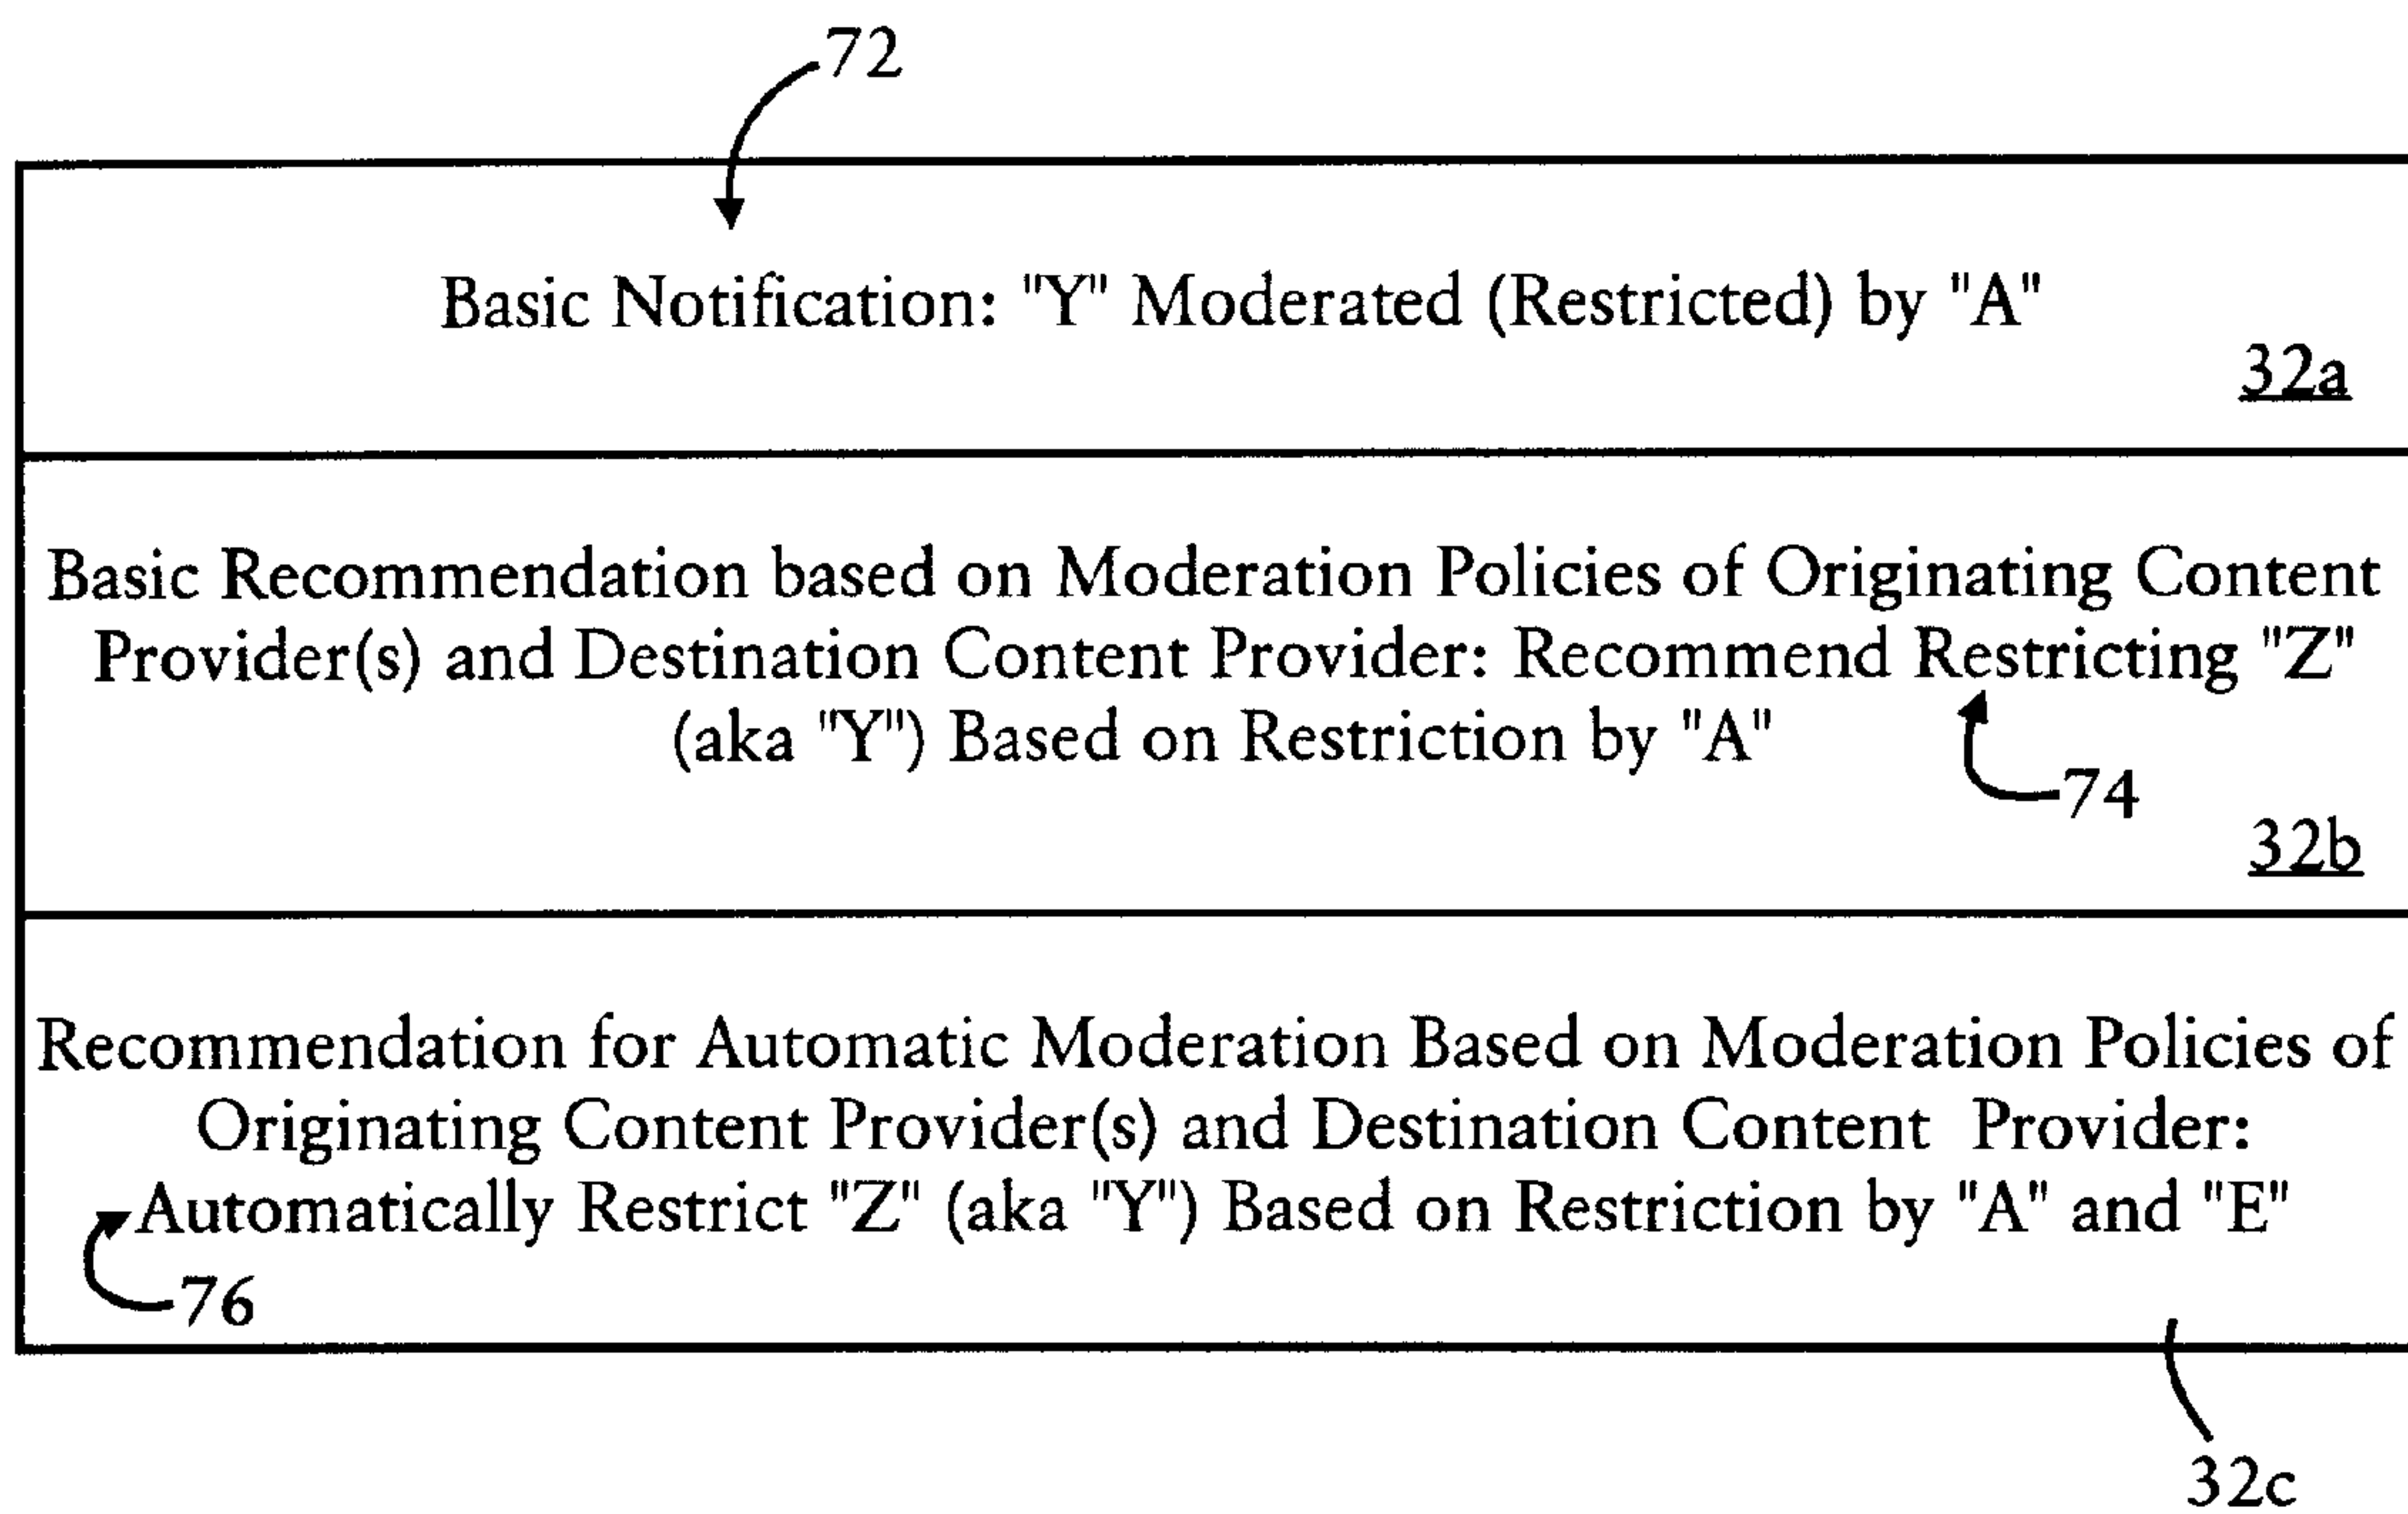 72
Basic Notification: "Y" Moderated (Restricted) by "A"
32a
Basic Recommendation based on Moderation Policies of Originating Content
Provider(s) and Destination Content Provider: Recommend Restricting "Z"
(aka "Y") Based on Restriction by "A"
74
32b
Recommendation for Automatic Moderation Based on Moderation Policies of
Originating Content Provider(s) and Destination Content Provider:
Automatically Restrict "Z" (aka "Y") Based on Restriction by "A" and "E"
76
32c